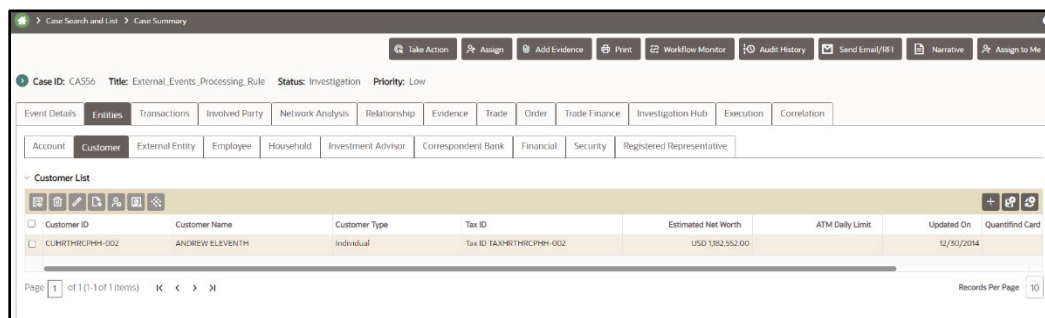 > Case Search and List > Case Summary
Take Action Assign Add Evidence Print Workflow Monitor Audit History Send Email/RFI Narrative Assign to Me
Case ID: CA556 Title: External_Events_Processing_Rule Status: Investigation Priority: Low
Event Details Entities Transactions Involved Party Network Analysis Relationship Evidence Trade Order Trade Finance Investigation Hub Execution Correlation
Account Customer External Entity Employee Household Investment Advisor Correspondent Bank Financial Security Registered Representative
Customer List
Customer ID Customer Name Customer Type Tax ID Estimated Net Worth ATM Daily Limit Updated On Quantifind Card
CUHRTHRCPHH-002 ANDREW ELEVENTH Individual Tax ID TAXHRTHRCPHH-002 USD 1,182,552.00 12/30/2014
Page 1 of 1 (1-1 of 1 items) Records Per Page 10